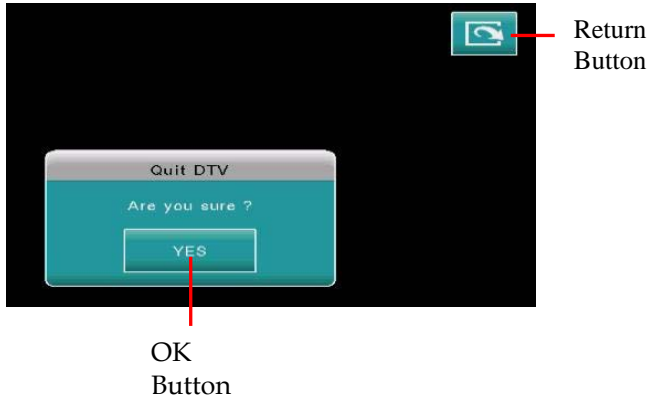 Return
Button
Quit DTV
Are you sure ?
YES
OK
Button